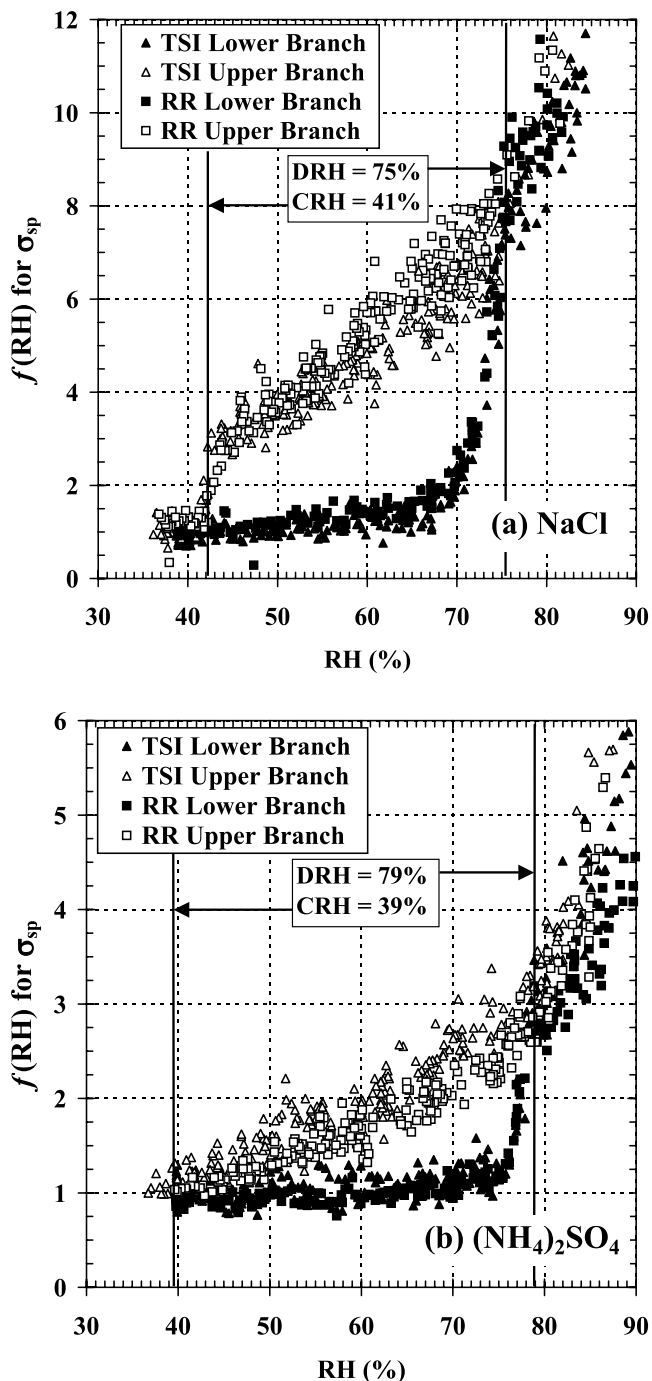 12
10
8
6
4
2
0
f(RH) for σsp
TSI Lower Branch
TSI Upper Branch
RR Lower Branch
RR Upper Branch
DRH = 75%
CRH = 41%
(a) NaCl
30 40 50 60 70 80 90
RH (%)
6
5
4
3
2
1
0
f(RH) for σsp
TSI Lower Branch
TSI Upper Branch
RR Lower Branch
RR Upper Branch
DRH = 79%
CRH = 39%
(b) (NH4)2SO4
30 40 50 60 70 80 90
RH (%)